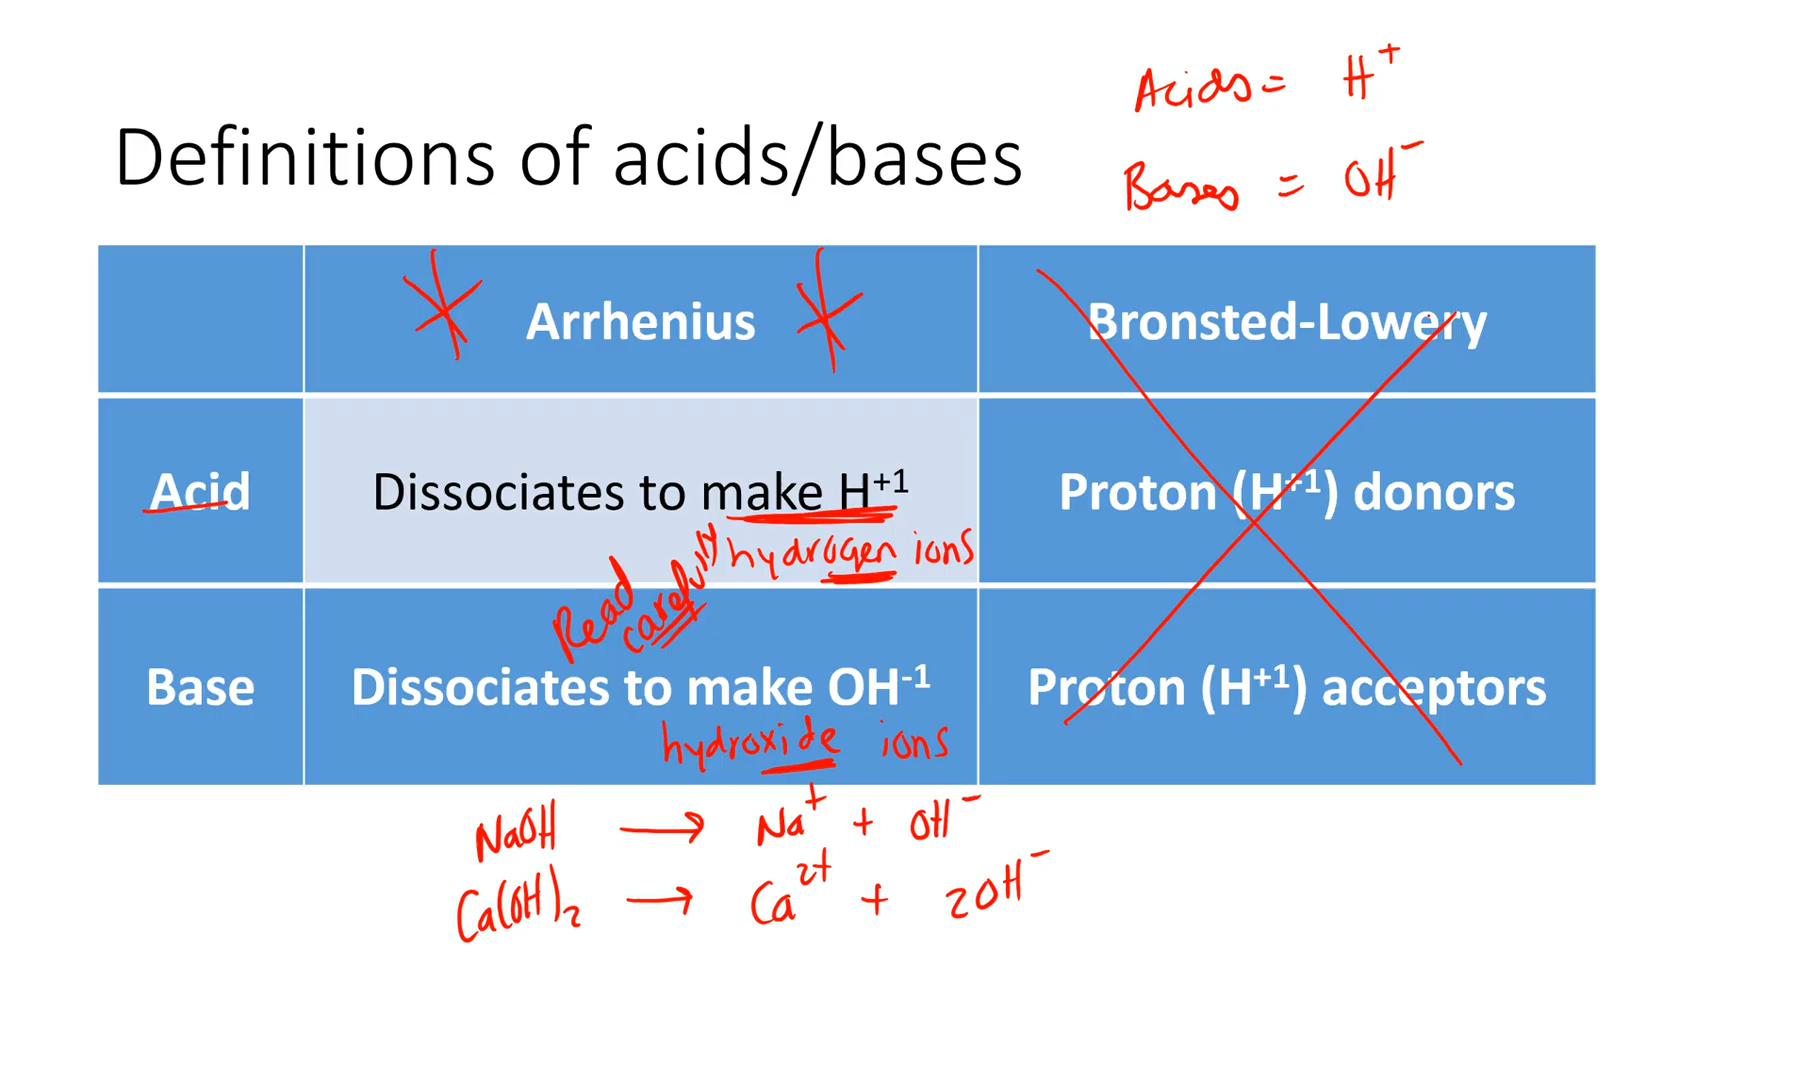 Acids = H⁺
Definitions of acids/bases
Bases = OH⁻
Arrhenius
Bronsted-Lowery
Acid
Dissociates to make H⁺¹
Proton (H⁺¹) donors
hydrogen ions
Read carefully
Base
Dissociates to make OH⁻¹
Proton (H⁺¹) acceptors
hydroxide ions
NaOH → Na⁺ + OH⁻
Ca(OH)₂ → Ca²⁺ + 2OH⁻